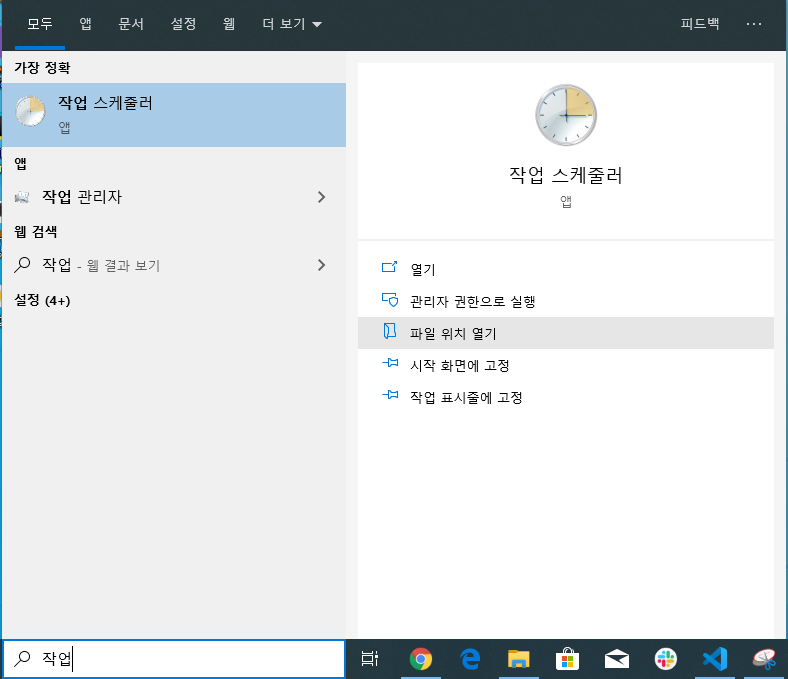 모두 앱 문서 설정 웹 더 보기 피드백 ···
가장 정확
작업 스케줄러
앱
앱
작업 관리자
웹 검색
작업 - 웹 결과 보기
설정 (4+)
작업 스케줄러
앱
열기
관리자 권한으로 실행
파일 위치 열기
시작 화면에 고정
작업 표시줄에 고정
작업